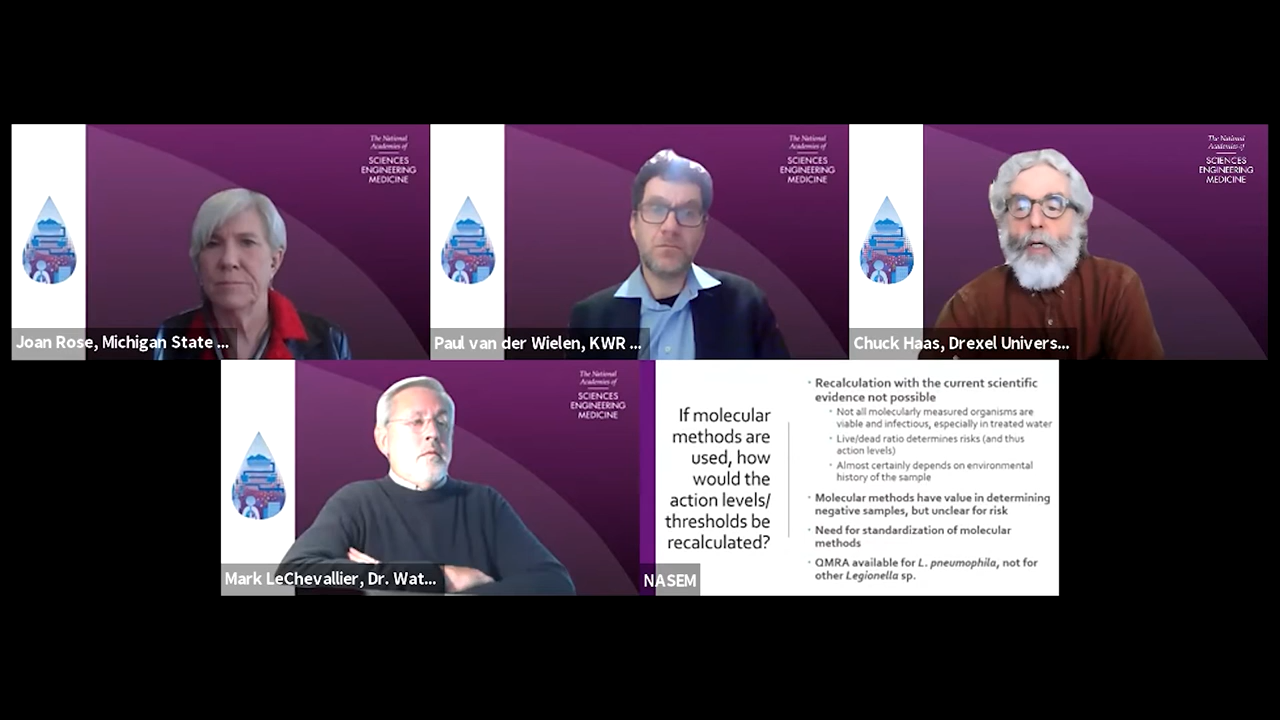 The National
Academies of
SCIENCES
ENGINEERING
MEDICINE
Joan Rose, Michigan State ...
The National
Academies of
SCIENCES
ENGINEERING
MEDICINE
Paul van der Wielen, KWR ...
The National
Academies of
SCIENCES
ENGINEERING
MEDICINE
Chuck Haas, Drexel Univers...
The National
Academies of
SCIENCES
ENGINEERING
MEDICINE
Mark LeChevallier, Dr. Wat...
If molecular
methods are
used, how
would the
action levels/
thresholds be
recalculated?
· Recalculation with the current scientific
evidence not possible
· Not all molecularly measured organisms are
viable and infectious, especially in treated water
· Live/dead ratio determines risks (and thus
action levels)
· Almost certainly depends on environmental
history of the sample
· Molecular methods have value in determining
negative samples, but unclear for risk
· Need for standardization of molecular
methods
· QMRA available for L. pneumophila, not for
other Legionella sp.
NASEM